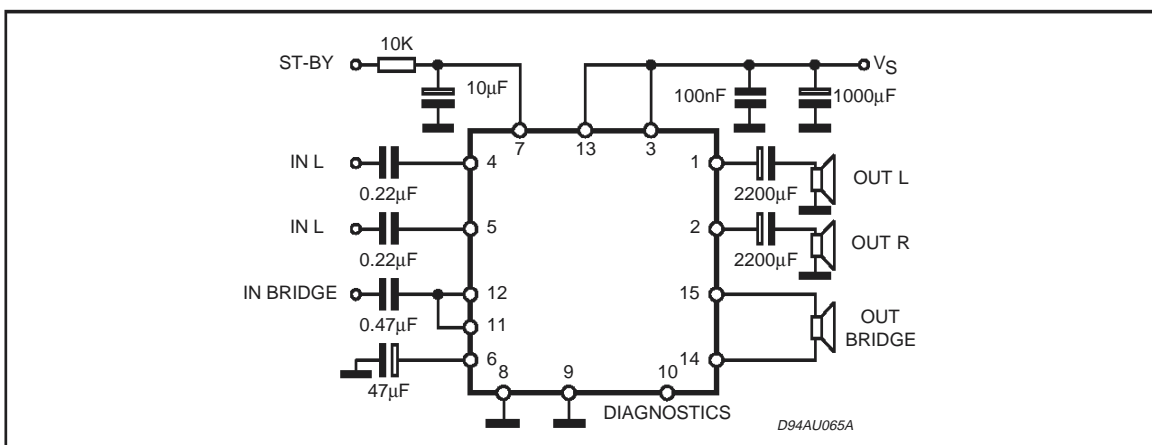 10K
ST-BY
VS
10µF
100nF
1000µF
7
13
3
IN L
4
1
0.22µF
2200µF
OUT L
IN L
5
2
0.22µF
2200µF
OUT R
IN BRIDGE
12
15
0.47µF
11
OUT
BRIDGE
6
14
47µF
8
9
10
DIAGNOSTICS
D94AU065A